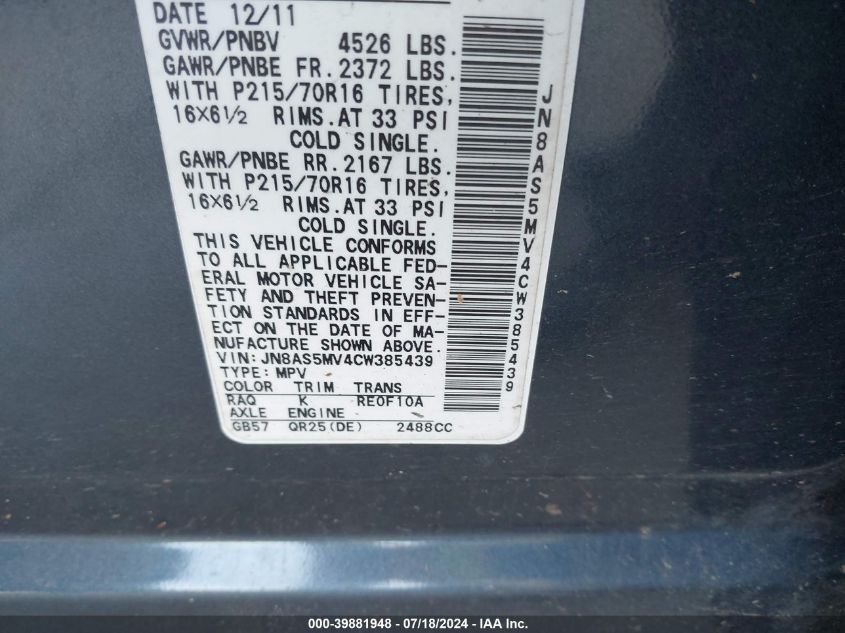 DATE 12/11
GVWR/PNBV 4526 LBS.
GAWR/PNBE FR. 2372 LBS.
WITH P215/70R16 TIRES,
16X6½ RIMS. AT 33 PSI
COLD SINGLE.
GAWR/PNBE RR. 2167 LBS.
WITH P215/70R16 TIRES,
16X6½ RIMS. AT 33 PSI
COLD SINGLE.
THIS VEHICLE CONFORMS
TO ALL APPLICABLE FED-
ERAL MOTOR VEHICLE SA-
FETY AND THEFT PREVEN-
TION STANDARDS IN EFF-
ECT ON THE DATE OF MA-
NUFACTURE SHOWN ABOVE.
VIN: JN8AS5MV4CW385439
TYPE: MPV
COLOR TRIM TRANS
RAQ K RE0F10A
AXLE ENGINE
GB57 QR25(DE) 2488CC
JN8AS5MV4CW385439
000-39881948 / 07/18/2024 - IAA Inc.